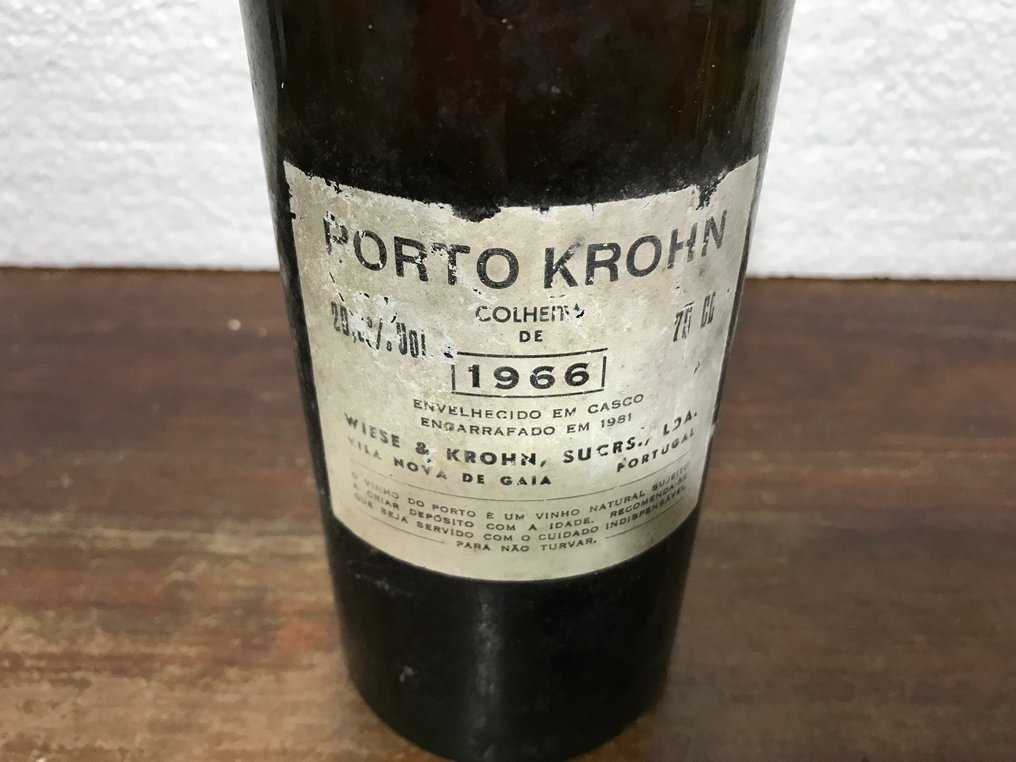 PORTO KROHN
COLHEITA
DE
70 CL
1966
ENVELHECIDO EM CASCO
ENGARRAFADO EM 1981
WIESE & KROHN, SUCRS., LDA.
VILA NOVA DE GAIA PORTUGAL
O VINHO DO PORTO É UM VINHO NATURAL SUJEITO
A CRIAR DEPÓSITO COM A IDADE. RECOMENDA-SE
QUE SEJA SERVIDO COM O CUIDADO INDISPENSÁVEL
PARA NÃO TURVAR.